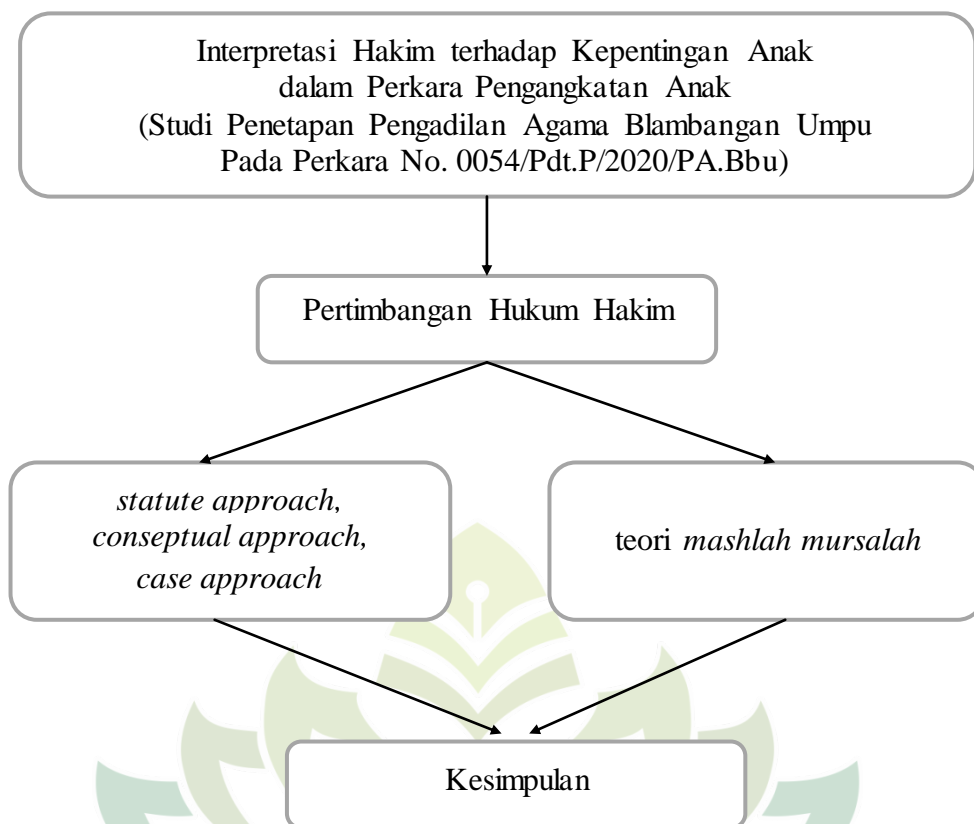 Interpretasi Hakim terhadap Kepentingan Anak
dalam Perkara Pengangkatan Anak
(Studi Penetapan Pengadilan Agama Blambangan Umpu
Pada Perkara No. 0054/Pdt.P/2020/PA.Bbu)
Pertimbangan Hukum Hakim
statute approach,
conseptual approach,
case approach
teori mashlah mursalah
Kesimpulan